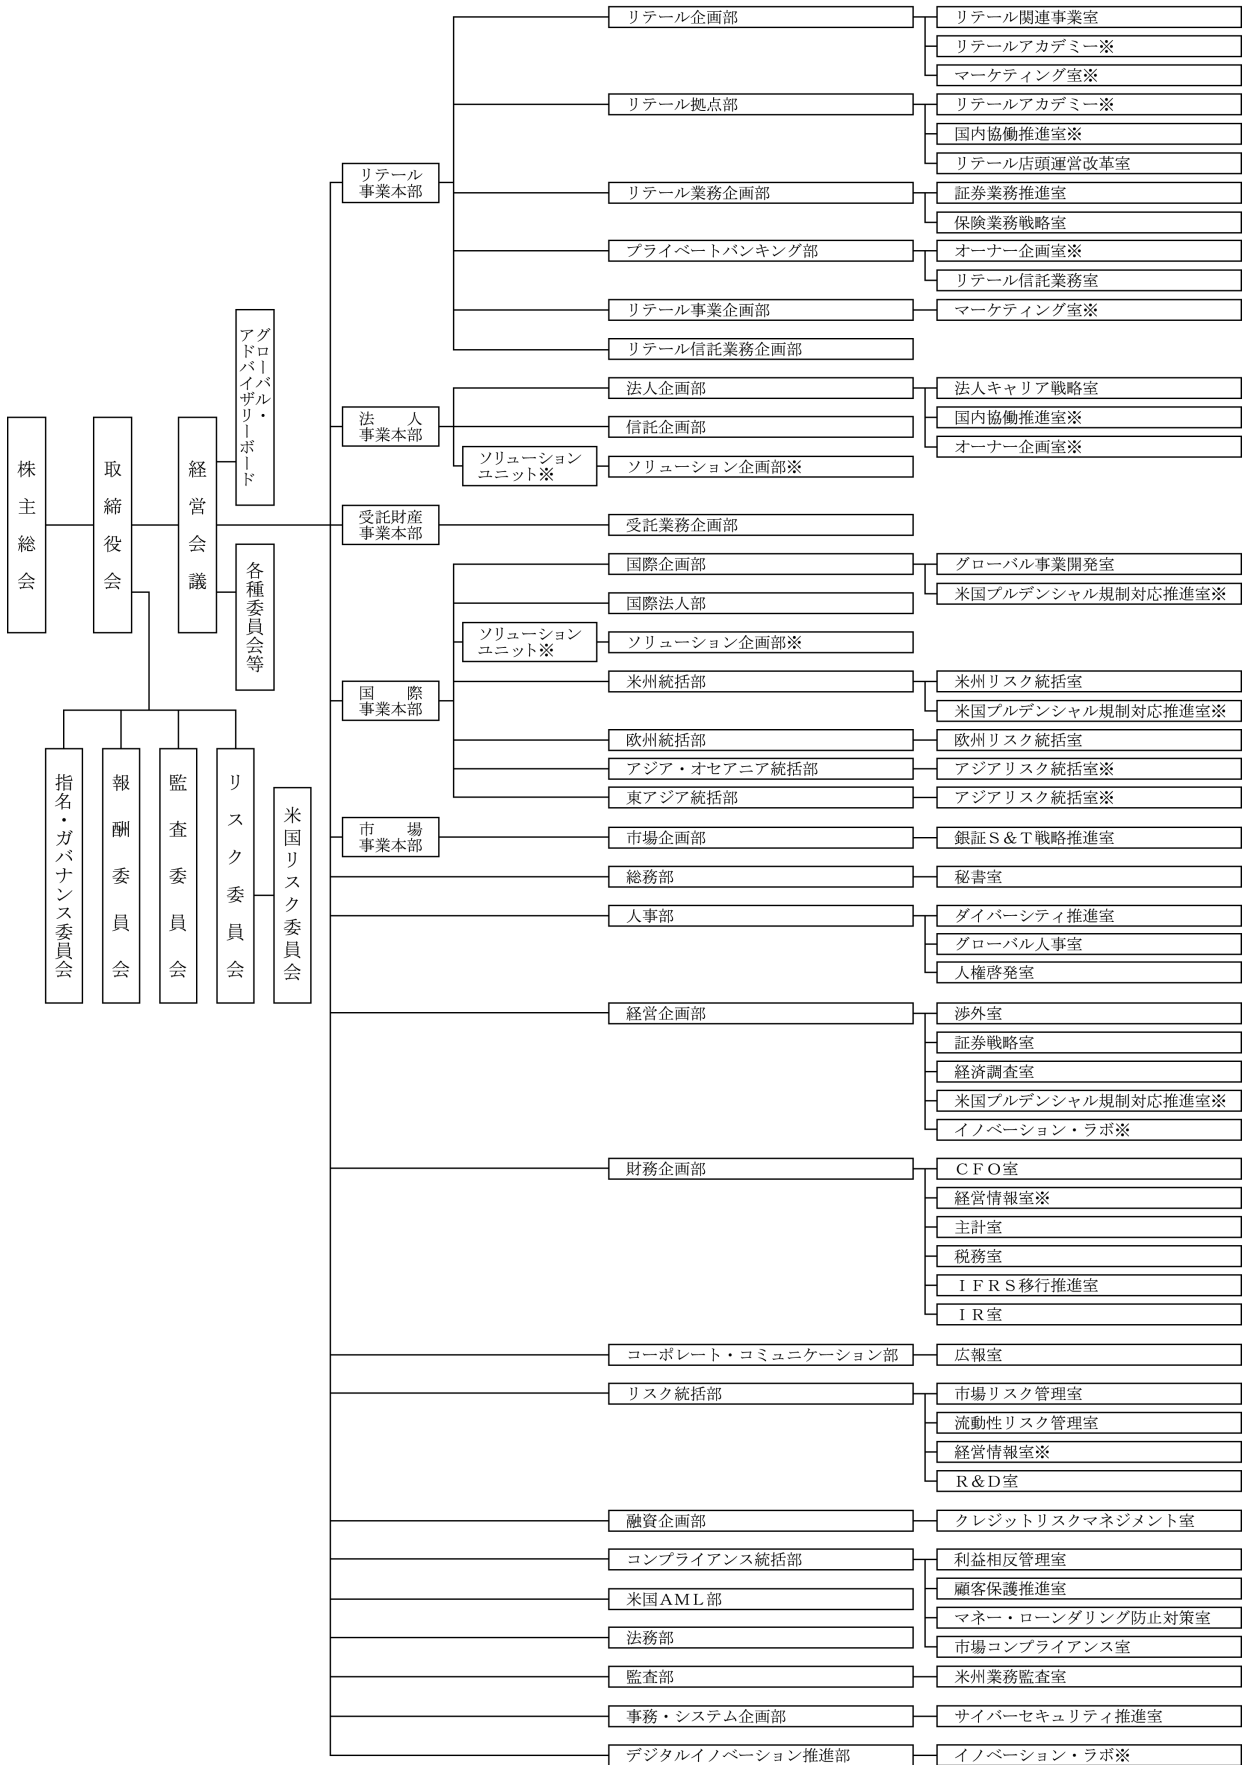 株主総会
取締役会
経営会議
グローバル・
アドバイザリーボード
各種委員会等
指名・ガバナンス委員会
報酬委員会
監査委員会
リスク委員会
米国リスク委員会
リテール
事業本部
リテール企画部
リテール関連事業室
リテールアカデミー※
マーケティング室※
リテール拠点部
リテールアカデミー※
国内協働推進室※
リテール店頭運営改革室
リテール業務企画部
証券業務推進室
保険業務戦略室
プライベートバンキング部
オーナー企画室※
リテール信託業務室
リテール事業企画部
マーケティング室※
リテール信託業務企画部
法人
事業本部
法人企画部
法人キャリア戦略室
国内協働推進室※
オーナー企画室※
信託企画部
ソリューション
ユニット※
ソリューション企画部※
受託財産
事業本部
受託業務企画部
国際
事業本部
国際企画部
グローバル事業開発室
米国プルデンシャル規制対応推進室※
国際法人部
ソリューション
ユニット※
ソリューション企画部※
米州統括部
米州リスク統括室
米国プルデンシャル規制対応推進室※
欧州統括部
欧州リスク統括室
アジア・オセアニア統括部
アジアリスク統括室※
東アジア統括部
アジアリスク統括室※
市場
事業本部
市場企画部
銀証S&T戦略推進室
総務部
秘書室
人事部
ダイバーシティ推進室
グローバル人事室
人権啓発室
経営企画部
渉外室
証券戦略室
経済調査室
米国プルデンシャル規制対応推進室※
イノベーション・ラボ※
財務企画部
CFO室
経営情報室※
主計室
税務室
IFRS移行推進室
IR室
コーポレート・コミュニケーション部
広報室
リスク統括部
市場リスク管理室
流動性リスク管理室
経営情報室※
R&D室
融資企画部
クレジットリスクマネジメント室
コンプライアンス統括部
利益相反管理室
顧客保護推進室
マネー・ローンダリング防止対策室
市場コンプライアンス室
米国AML部
法務部
監査部
米州業務監査室
事務・システム企画部
サイバーセキュリティ推進室
デジタルイノベーション推進部
イノベーション・ラボ※